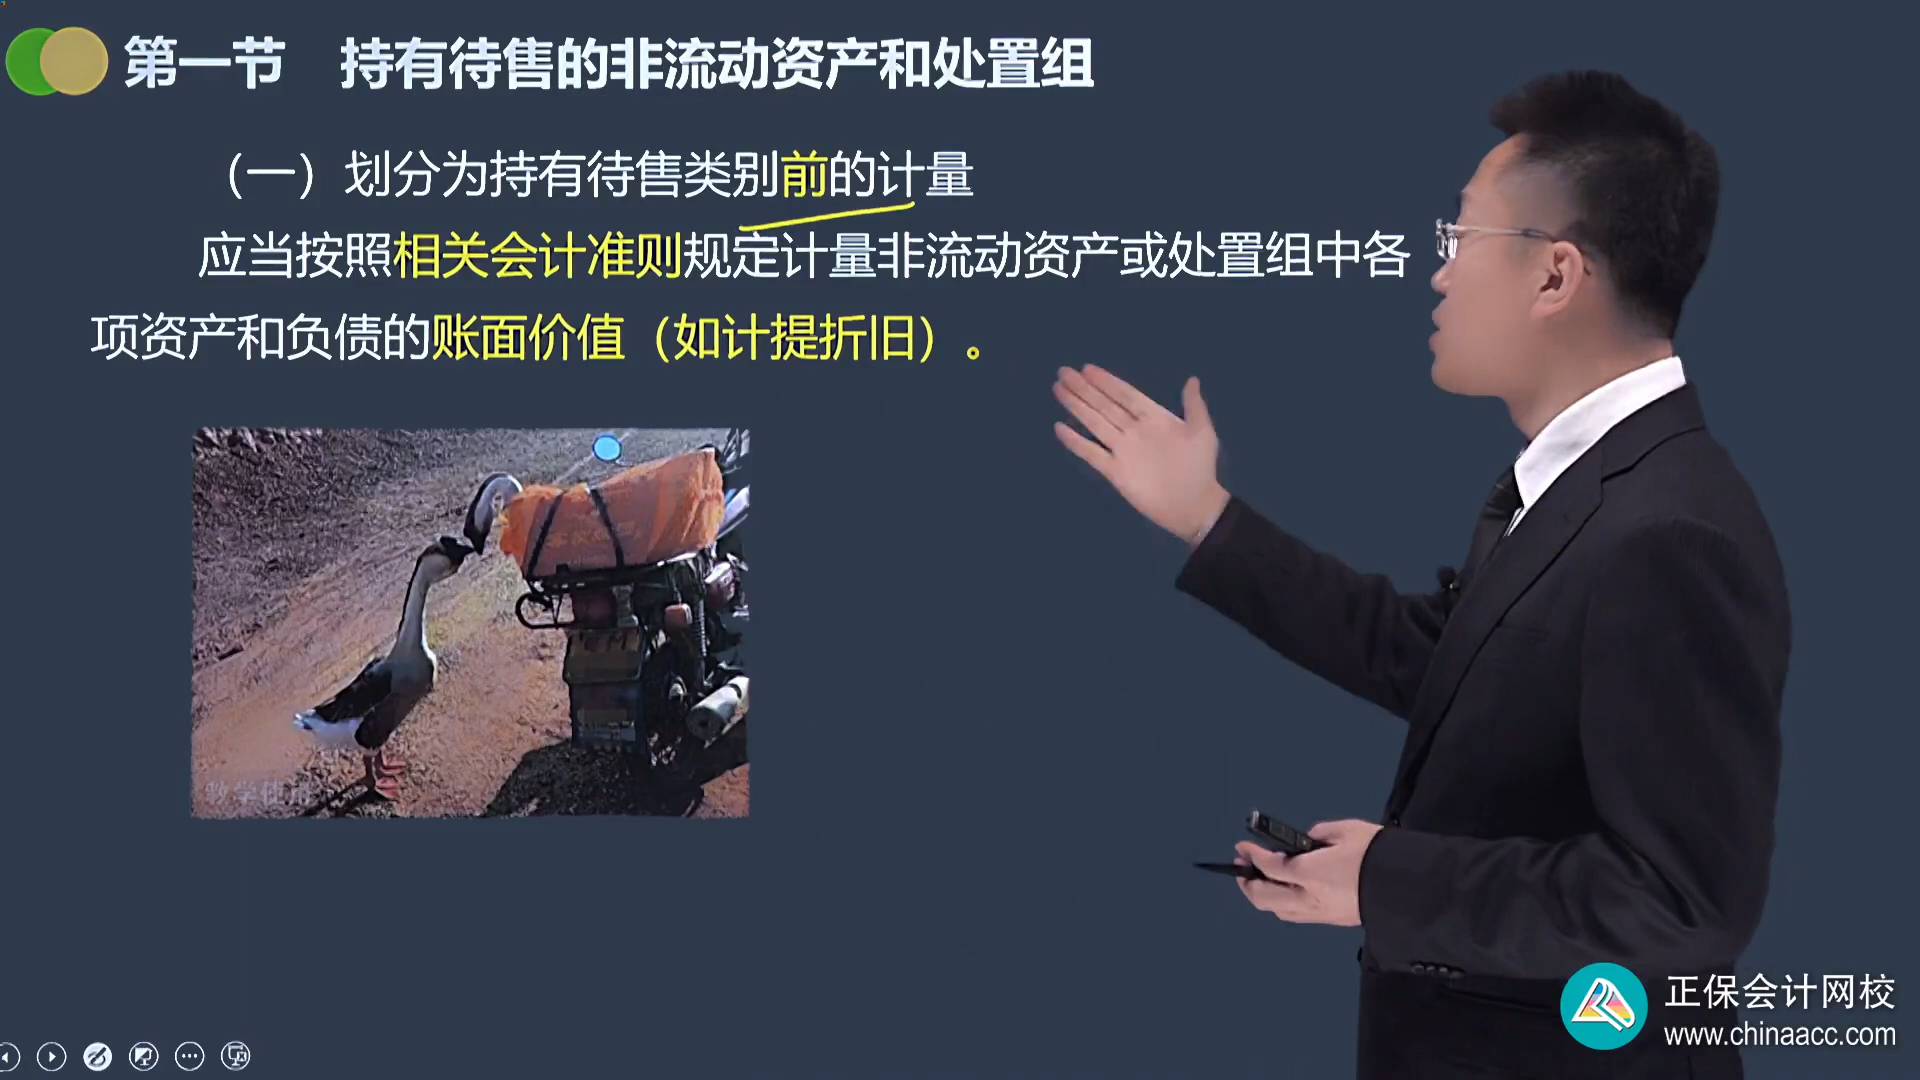 第一节 持有待售的非流动资产和处置组
（一）划分为持有待售类别前的计量
应当按照相关会计准则规定计量非流动资产或处置组中各
项资产和负债的账面价值（如计提折旧）。
教学使用
正保会计网校
www.chinaacc.com